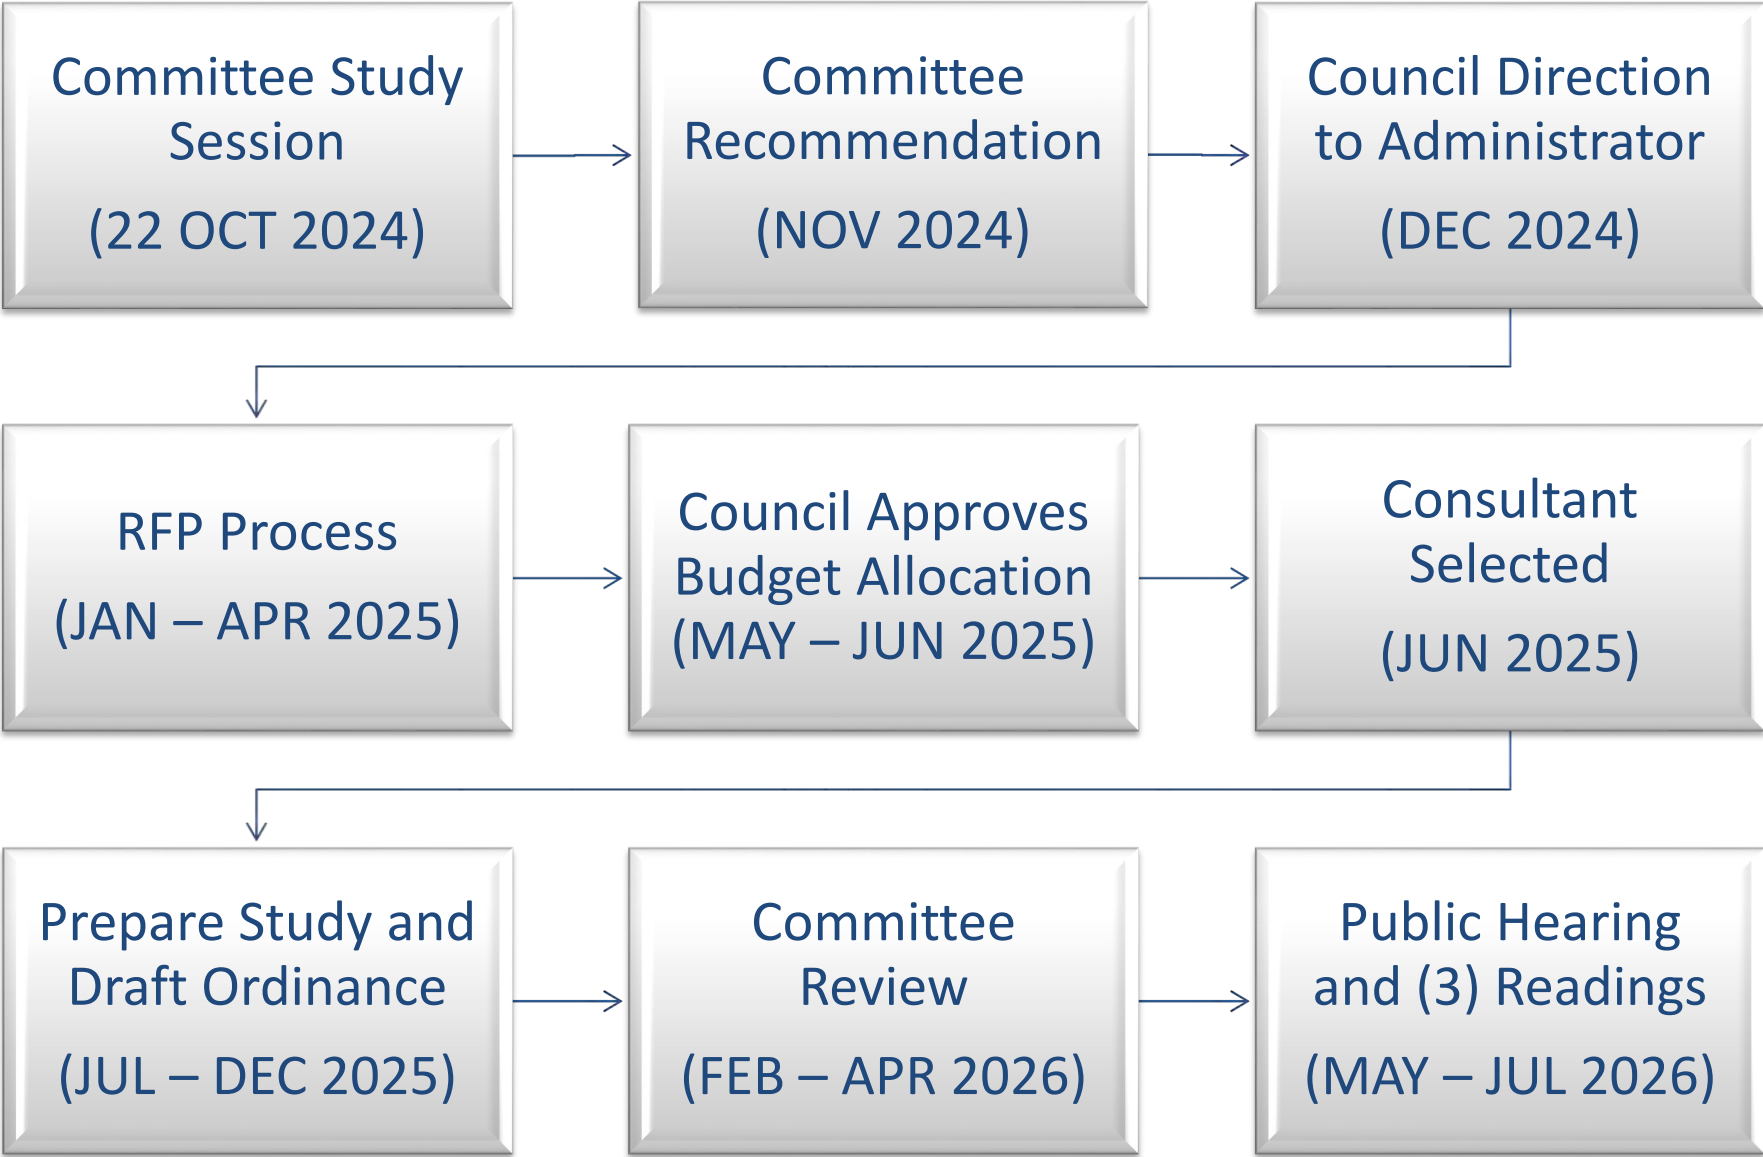 Committee Study
Session
(22 OCT 2024)
Committee
Recommendation
(NOV 2024)
Council Direction
to Administrator
(DEC 2024)
RFP Process
(JAN – APR 2025)
Council Approves
Budget Allocation
(MAY – JUN 2025)
Consultant
Selected
(JUN 2025)
Prepare Study and
Draft Ordinance
(JUL – DEC 2025)
Committee
Review
(FEB – APR 2026)
Public Hearing
and (3) Readings
(MAY – JUL 2026)